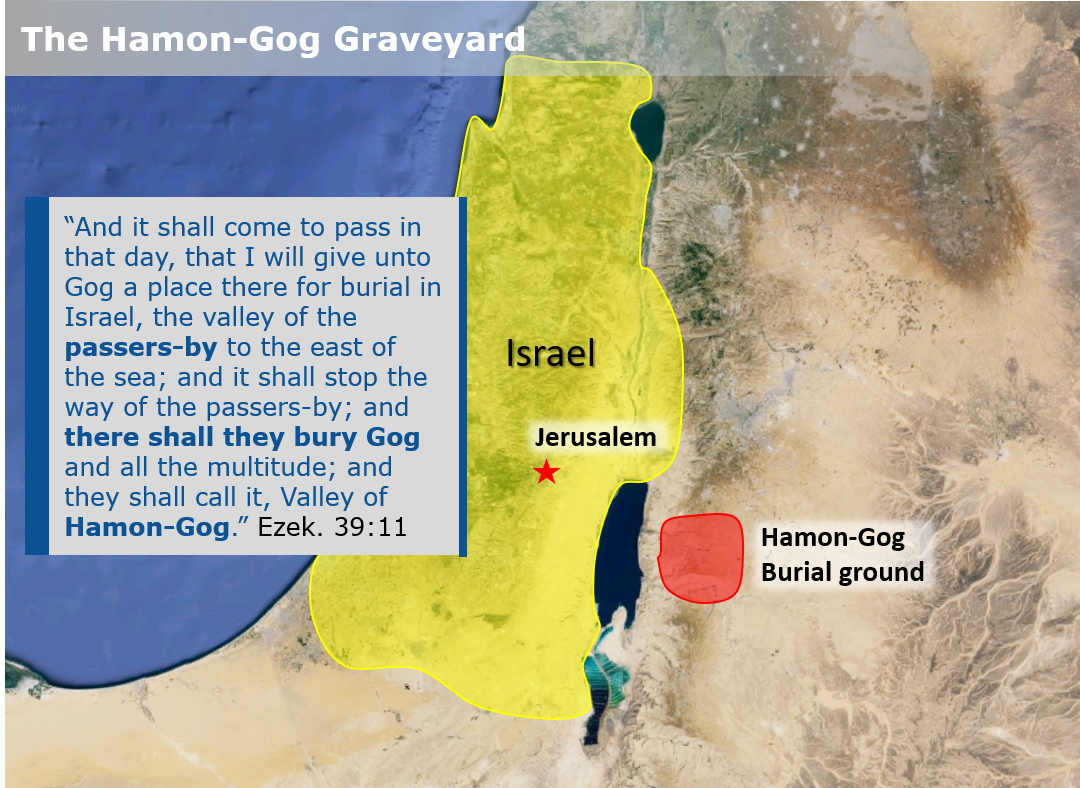 The Hamon-Gog Graveyard
“And it shall come to pass in
that day, that I will give unto
Gog a place there for burial in
Israel, the valley of the
passers-by to the east of
the sea; and it shall stop the
way of the passers-by; and
there shall they bury Gog
and all the multitude; and
they shall call it, Valley of
Hamon-Gog.” Ezek. 39:11
Israel
Jerusalem
Hamon-Gog
Burial ground